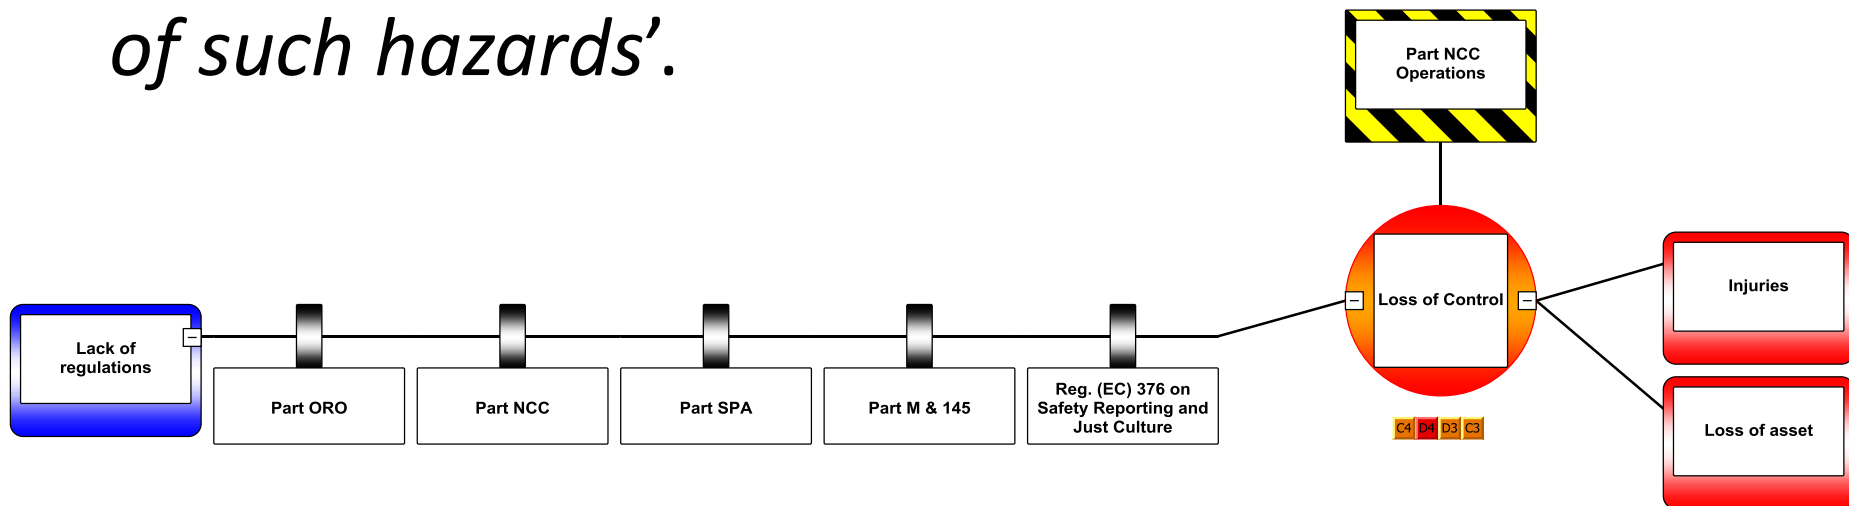 of such hazards’.
Part NCC
Operations
Loss of Control
Injuries
Lack of
regulations
Part ORO
Part NCC
Part SPA
Part M & 145
Reg. (EC) 376 on
Safety Reporting and
Just Culture
C4 D4 D3 C3
Loss of asset